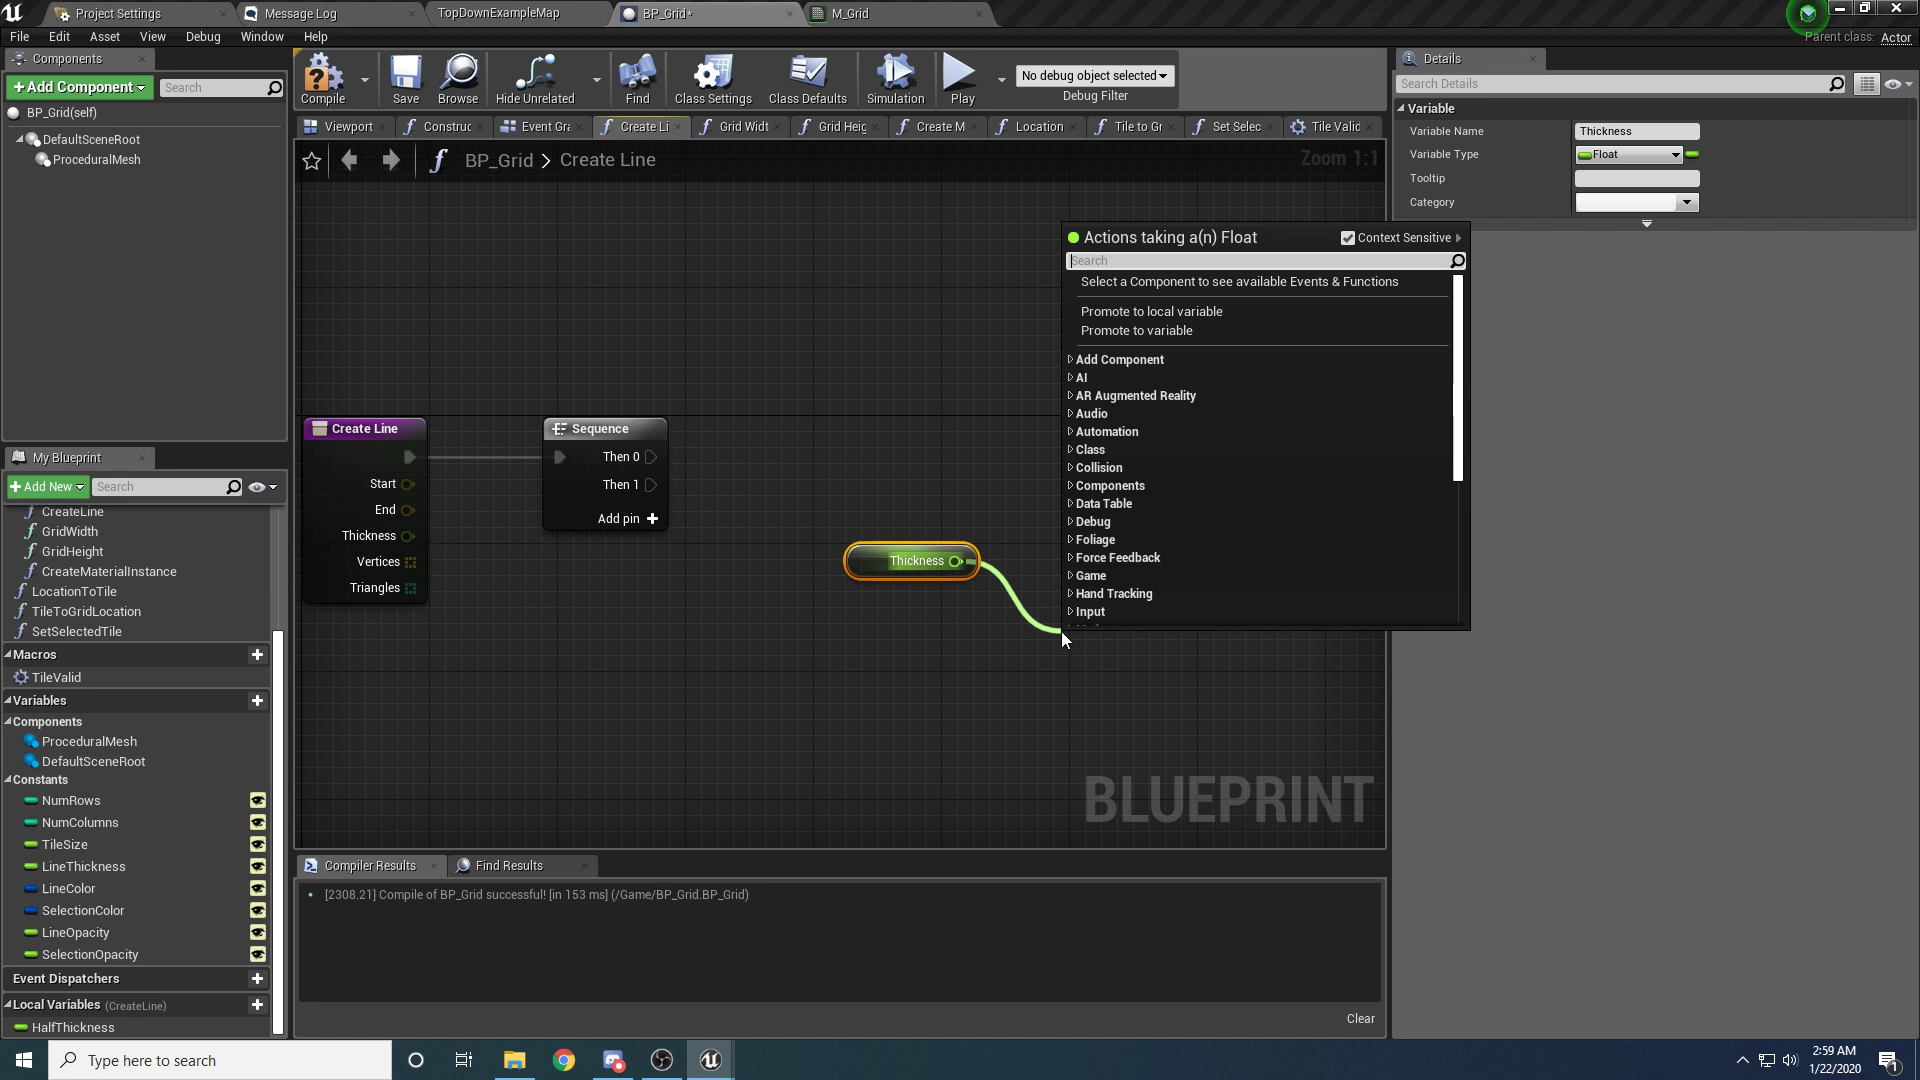 Project Settings
Message Log
TopDownExampleMap
BP_Grid*
M_Grid
File Edit Asset View Debug Window Help
Parent class: Actor
Components
+Add Component
Search
BP_Grid(self)
DefaultSceneRoot
ProceduralMesh
Compile
Save
Browse
Hide Unrelated
Find
Class Settings
Class Defaults
Simulation
Play
No debug object selected
Debug Filter
Viewport
Construc
Event Gra
Create Li
Grid Widt
Grid Heig
Create M
Location
Tile to Gr
Set Selec
Tile Valid
BP_Grid > Create Line
Zoom 1:1
Create Line
Start
End
Thickness
Vertices
Triangles
Sequence
Then 0
Then 1
Add pin +
Thickness
Actions taking a(n) Float
Context Sensitive
Search
Select a Component to see available Events & Functions
Promote to local variable
Promote to variable
Add Component
AI
AR Augmented Reality
Audio
Automation
Class
Collision
Components
Data Table
Debug
Foliage
Force Feedback
Game
Hand Tracking
Input
BLUEPRINT
Details
Search Details
Variable
Variable Name Thickness
Variable Type Float
Tooltip
Category
My Blueprint
+Add New
Search
CreateLine
GridWidth
GridHeight
CreateMaterialInstance
LocationToTile
TileToGridLocation
SetSelectedTile
Macros +
TileValid
Variables +
Components
ProceduralMesh
DefaultSceneRoot
Constants
NumRows
NumColumns
TileSize
LineThickness
LineColor
SelectionColor
LineOpacity
SelectionOpacity
Event Dispatchers +
Local Variables (CreateLine) +
HalfThickness
Compiler Results
Find Results
[2308.21] Compile of BP_Grid successful! [in 153 ms] (/Game/BP_Grid.BP_Grid)
Clear
Type here to search
2:59 AM
1/22/2020
1